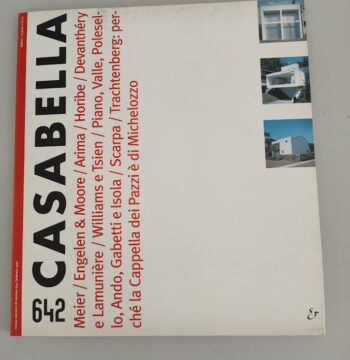 CASABELLA
642
Meier / Engelen & Moore / Arima / Horibe / Devanthéry
e Lamunière / Williams e Tsien / Piano, Valle, Polesel-
lo, Ando, Gabetti e Isola / Scarpa / Trachtenberg: per-
ché la Cappella dei Pazzi è di Michelozzo